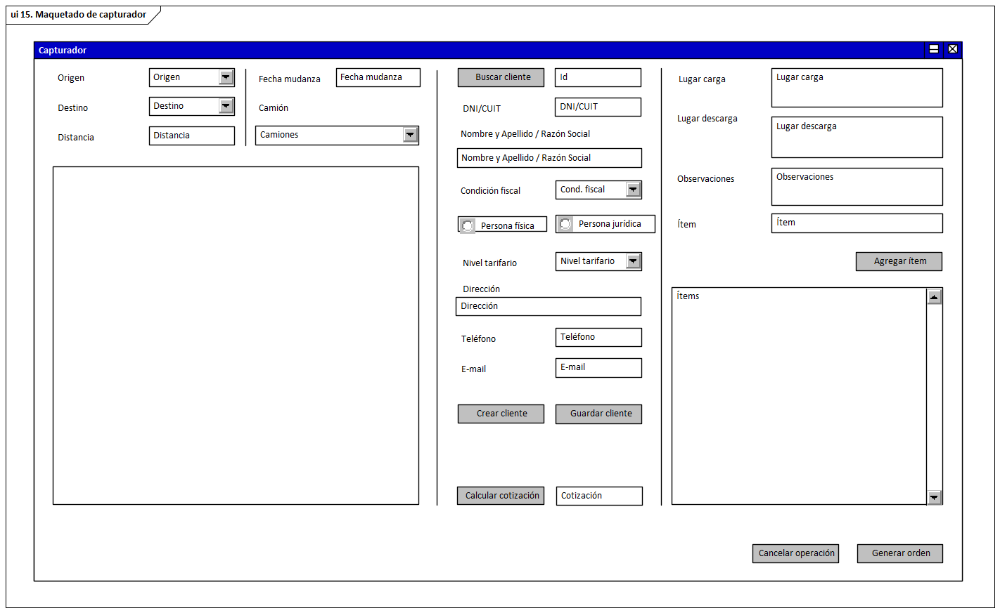 ui 15. Maquetado de capturador
Capturador
Origen
Origen
Destino
Destino
Distancia
Distancia
Fecha mudanza
Fecha mudanza
Camión
Camiones
Buscar cliente
Id
DNI/CUIT
DNI/CUIT
Nombre y Apellido / Razón Social
Nombre y Apellido / Razón Social
Condición fiscal
Cond. fiscal
Persona física
Persona jurídica
Nivel tarifario
Nivel tarifario
Dirección
Dirección
Teléfono
Teléfono
E-mail
E-mail
Crear cliente
Guardar cliente
Calcular cotización
Cotización
Lugar carga
Lugar carga
Lugar descarga
Lugar descarga
Observaciones
Observaciones
Ítem
Ítem
Agregar ítem
Ítems
Cancelar operación
Generar orden